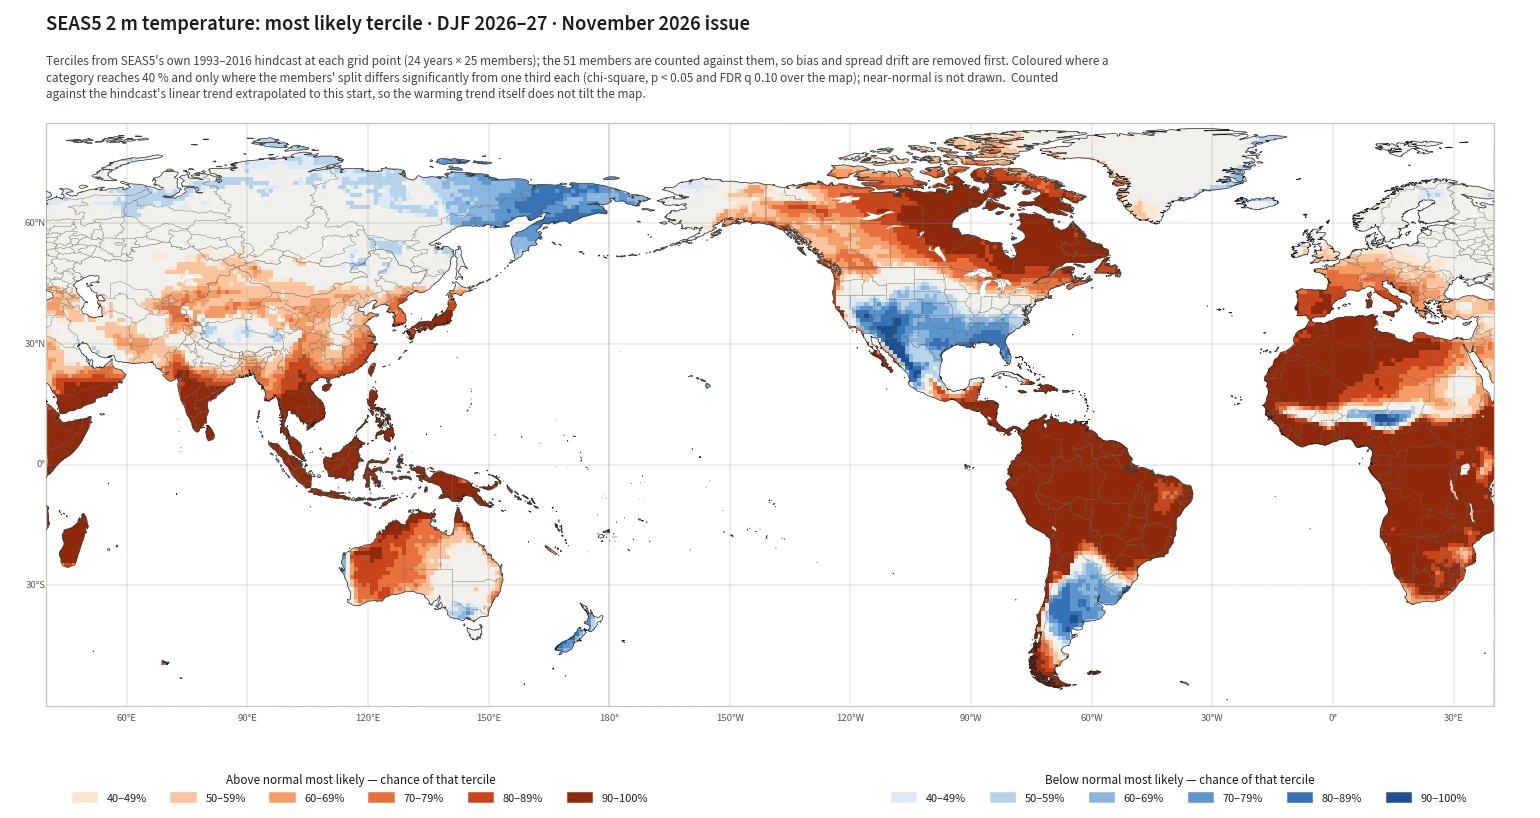 SEAS5 2 m temperature: most likely tercile · DJF 2026–27 · November 2026 issue
Terciles from SEAS5's own 1993–2016 hindcast at each grid point (24 years × 25 members); the 51 members are counted against them, so bias and spread drift are removed first. Coloured where a
category reaches 40 % and only where the members' split differs significantly from one third each (chi-square, p < 0.05 and FDR q 0.10 over the map); near-normal is not drawn. Counted
against the hindcast's linear trend extrapolated to this start, so the warming trend itself does not tilt the map.
60°N
30°N
0°
30°S
60°E 90°E 120°E 150°E 180° 150°W 120°W 90°W 60°W 30°W 0° 30°E
Above normal most likely — chance of that tercile
40–49% 50–59% 60–69% 70–79% 80–89% 90–100%
Below normal most likely — chance of that tercile
40–49% 50–59% 60–69% 70–79% 80–89% 90–100%